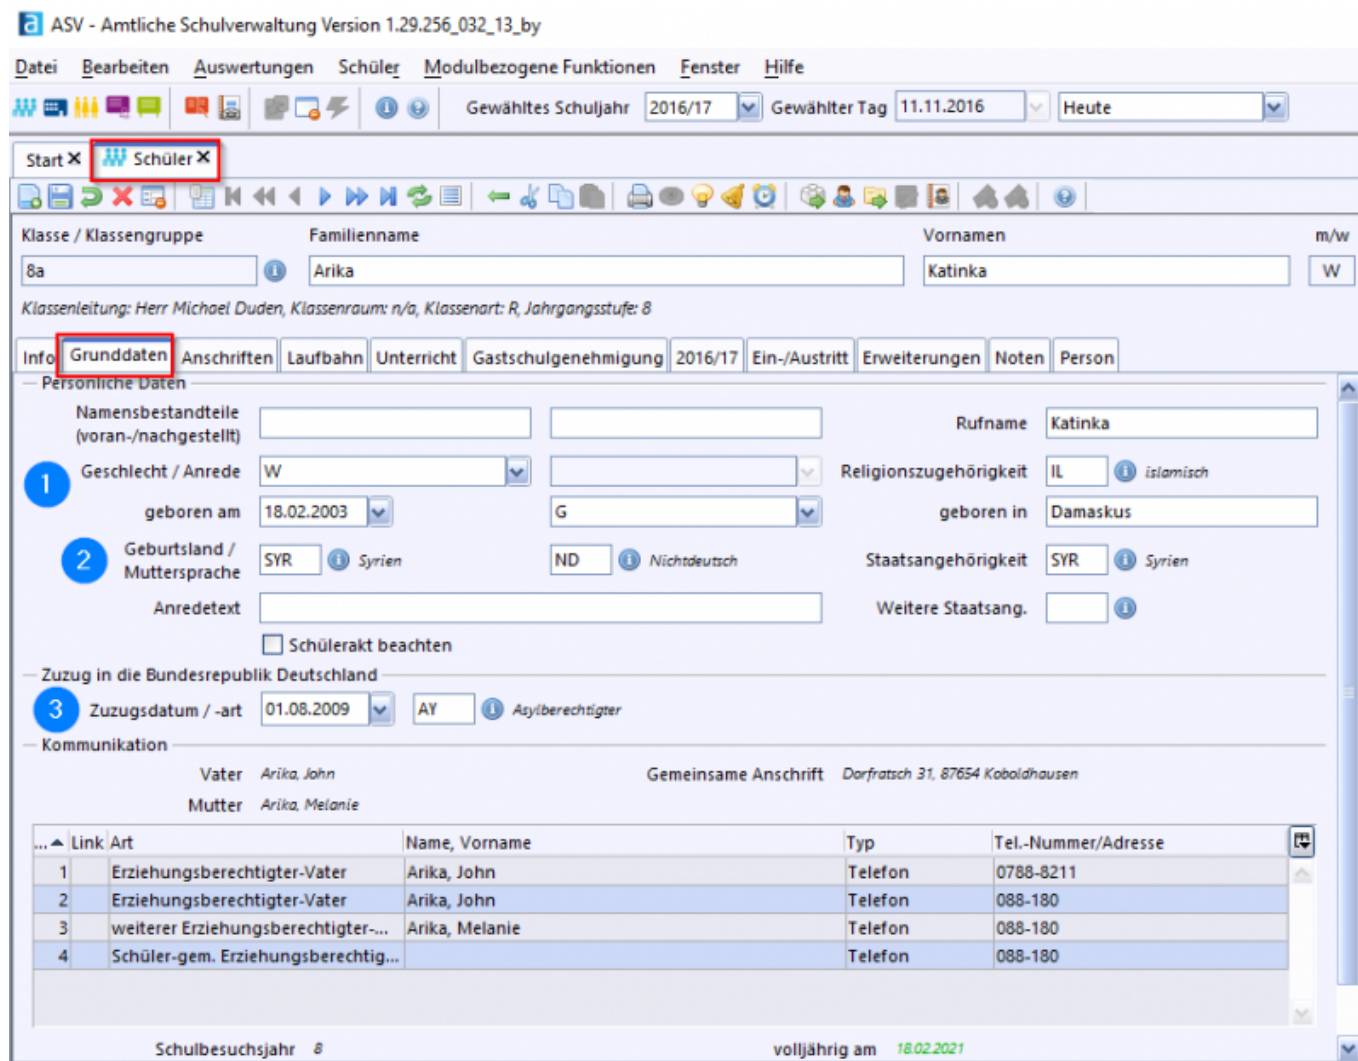 ASV - Amtliche Schulverwaltung Version 1.29.256_032_13_by
Datei Bearbeiten Auswertungen Schüler Modulbezogene Funktionen Fenster Hilfe
Gewähltes Schuljahr 2016/17 Gewählter Tag 11.11.2016 Heute
Start Schüler
Klasse / Klassengruppe Familienname Vornamen m/w
8a Arika Katinka W
Klassenleitung: Herr Michael Duden, Klassenraum: n/a, Klassenart: R, Jahrgangsstufe: 8
Info Grunddaten Anschriften Laufbahn Unterricht Gastschulgenehmigung 2016/17 Ein-/Austritt Erweiterungen Noten Person
Persönliche Daten
Namensbestandteile
(voran-/nachgestellt) Rufname Katinka
1 Geschlecht / Anrede W Religionszugehörigkeit IL islamisch
geboren am 18.02.2003 G geboren in Damaskus
2 Geburtsland /
Muttersprache SYR Syrien ND Nichtdeutsch Staatsangehörigkeit SYR Syrien
Anredetext Weitere Staatsang.
Schülerakt beachten
Zuzug in die Bundesrepublik Deutschland
3 Zuzugsdatum / -art 01.08.2009 AY Asylberechtigter
Kommunikation
Vater Arika, John Gemeinsame Anschrift Dorfratsch 31, 87654 Koboldhausen
Mutter Arika, Melanie
... Link Art Name, Vorname Typ Tel.-Nummer/Adresse
1 Erziehungsberechtigter-Vater Arika, John Telefon 0788-8211
2 Erziehungsberechtigter-Vater Arika, John Telefon 088-180
3 weiterer Erziehungsberechtigter-... Arika, Melanie Telefon 088-180
4 Schüler-gem. Erziehungsberechtig... Telefon 088-180
Schulbesuchsjahr 8 volljährig am 18.02.2021